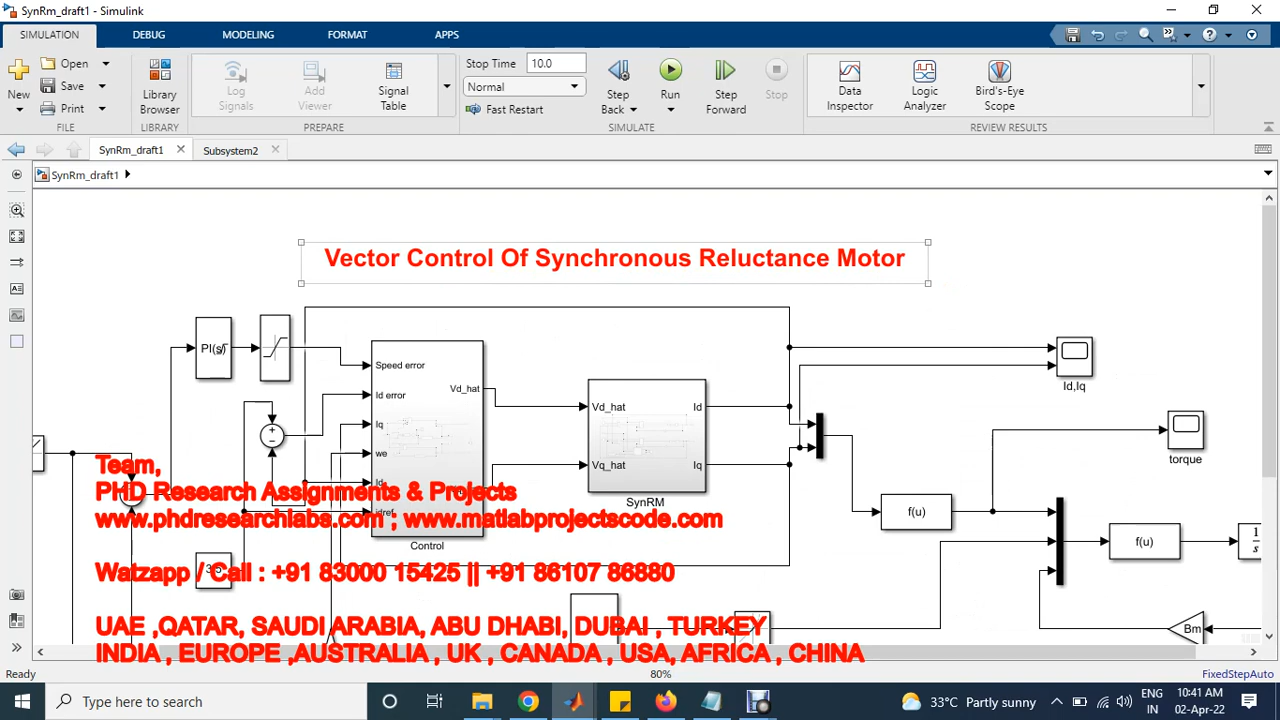 SynRm_draft1 - Simulink
SIMULATION DEBUG MODELING FORMAT APPS
New
Open
Save
Print
FILE
Library Browser
LIBRARY
Log Signals
Add Viewer
Signal Table
PREPARE
Stop Time 10.0
Normal
Fast Restart
Step Back
Run
Step Forward
Stop
SIMULATE
Data Inspector
Logic Analyzer
Bird's-Eye Scope
REVIEW RESULTS
SynRm_draft1 Subsystem2
SynRm_draft1
Vector Control Of Synchronous Reluctance Motor
PI(s)
Speed error
Id error
Iq
we
Id
idref
Vd_hat
Control
Vd_hat Id
Vq_hat Iq
SynRM
Id,Iq
torque
f(u)
f(u)
1
s
Bm
Team,
PHD Research Assignments & Projects
www.phdresearchlabs.com ; www.matlabprojectscode.com
Watzapp / Call : +91 83000 15425 || +91 86107 86880
UAE ,QATAR, SAUDI ARABIA, ABU DHABI, DUBAI , TURKEY
INDIA , EUROPE ,AUSTRALIA , UK , CANADA , USA, AFRICA , CHINA
Ready 80% FixedStepAuto
Type here to search
33°C Partly sunny
ENG
IN
10:41 AM
02-Apr-22